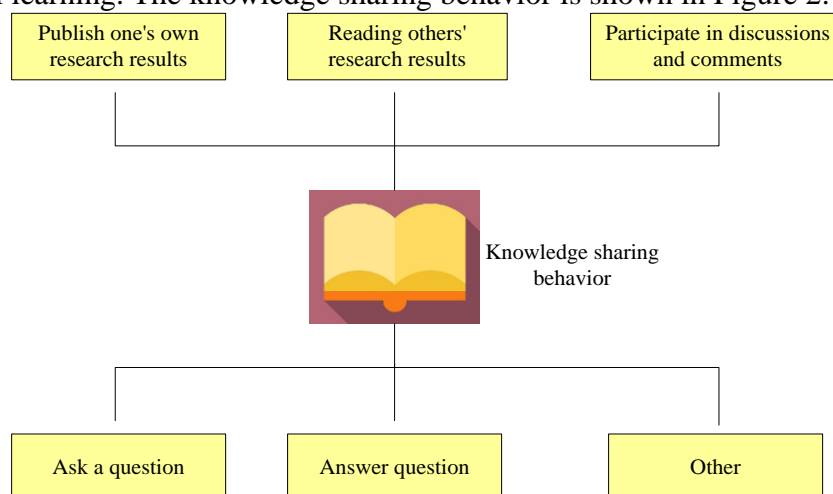 learning. The knowledge sharing behavior is shown in Figure 2.
Publish one's own
research results
Reading others'
research results
Participate in discussions
and comments
Knowledge sharing
behavior
Ask a question
Answer question
Other